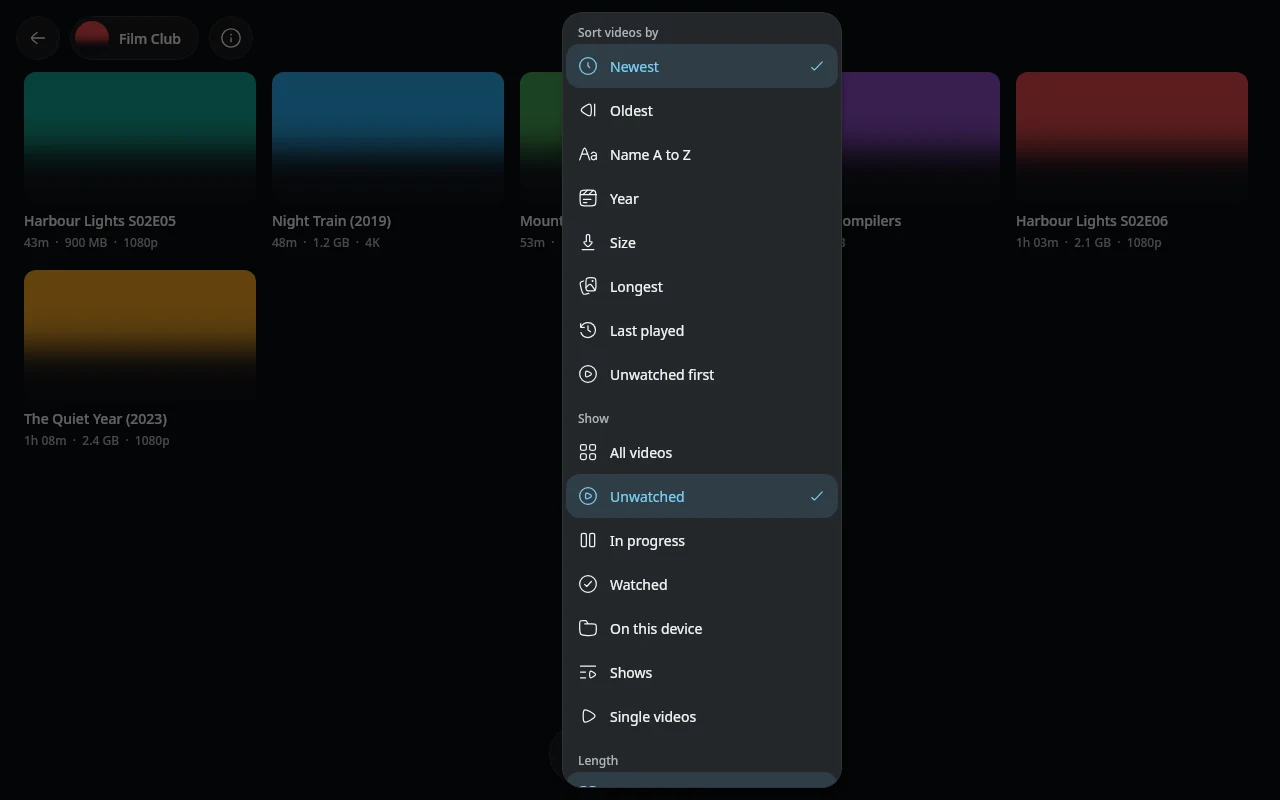 Film Club
Sort videos by
Newest
Oldest
Name A to Z
Year
Size
Longest
Last played
Unwatched first
Show
All videos
Unwatched
In progress
Watched
On this device
Shows
Single videos
Length
Harbour Lights S02E05
43m · 900 MB · 1080p
Night Train (2019)
48m · 1.2 GB · 4K
53m ·
Harbour Lights S02E06
1h 03m · 2.1 GB · 1080p
The Quiet Year (2023)
1h 08m · 2.4 GB · 1080p